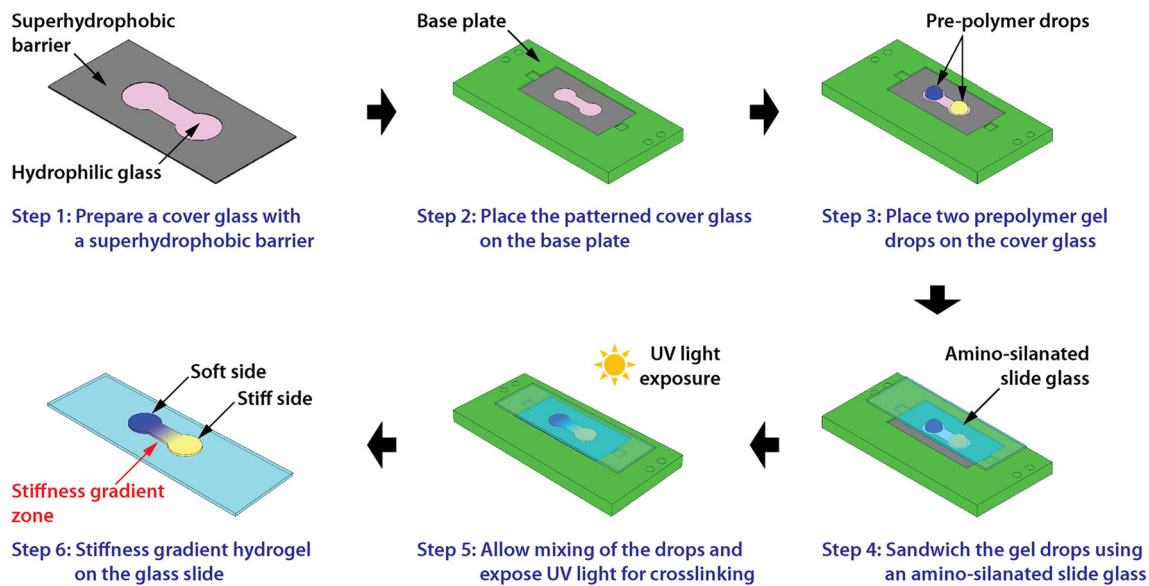 Superhydrophobic
barrier
Hydrophilic glass
Step 1: Prepare a cover glass with
a superhydrophobic barrier
Base plate
Step 2: Place the patterned cover glass
on the base plate
Pre-polymer drops
Step 3: Place two prepolymer gel
drops on the cover glass
Amino-silanated
slide glass
Step 4: Sandwich the gel drops using
an amino-silanated slide glass
UV light
exposure
Step 5: Allow mixing of the drops and
expose UV light for crosslinking
Soft side
Stiff side
Stiffness gradient
zone
Step 6: Stiffness gradient hydrogel
on the glass slide